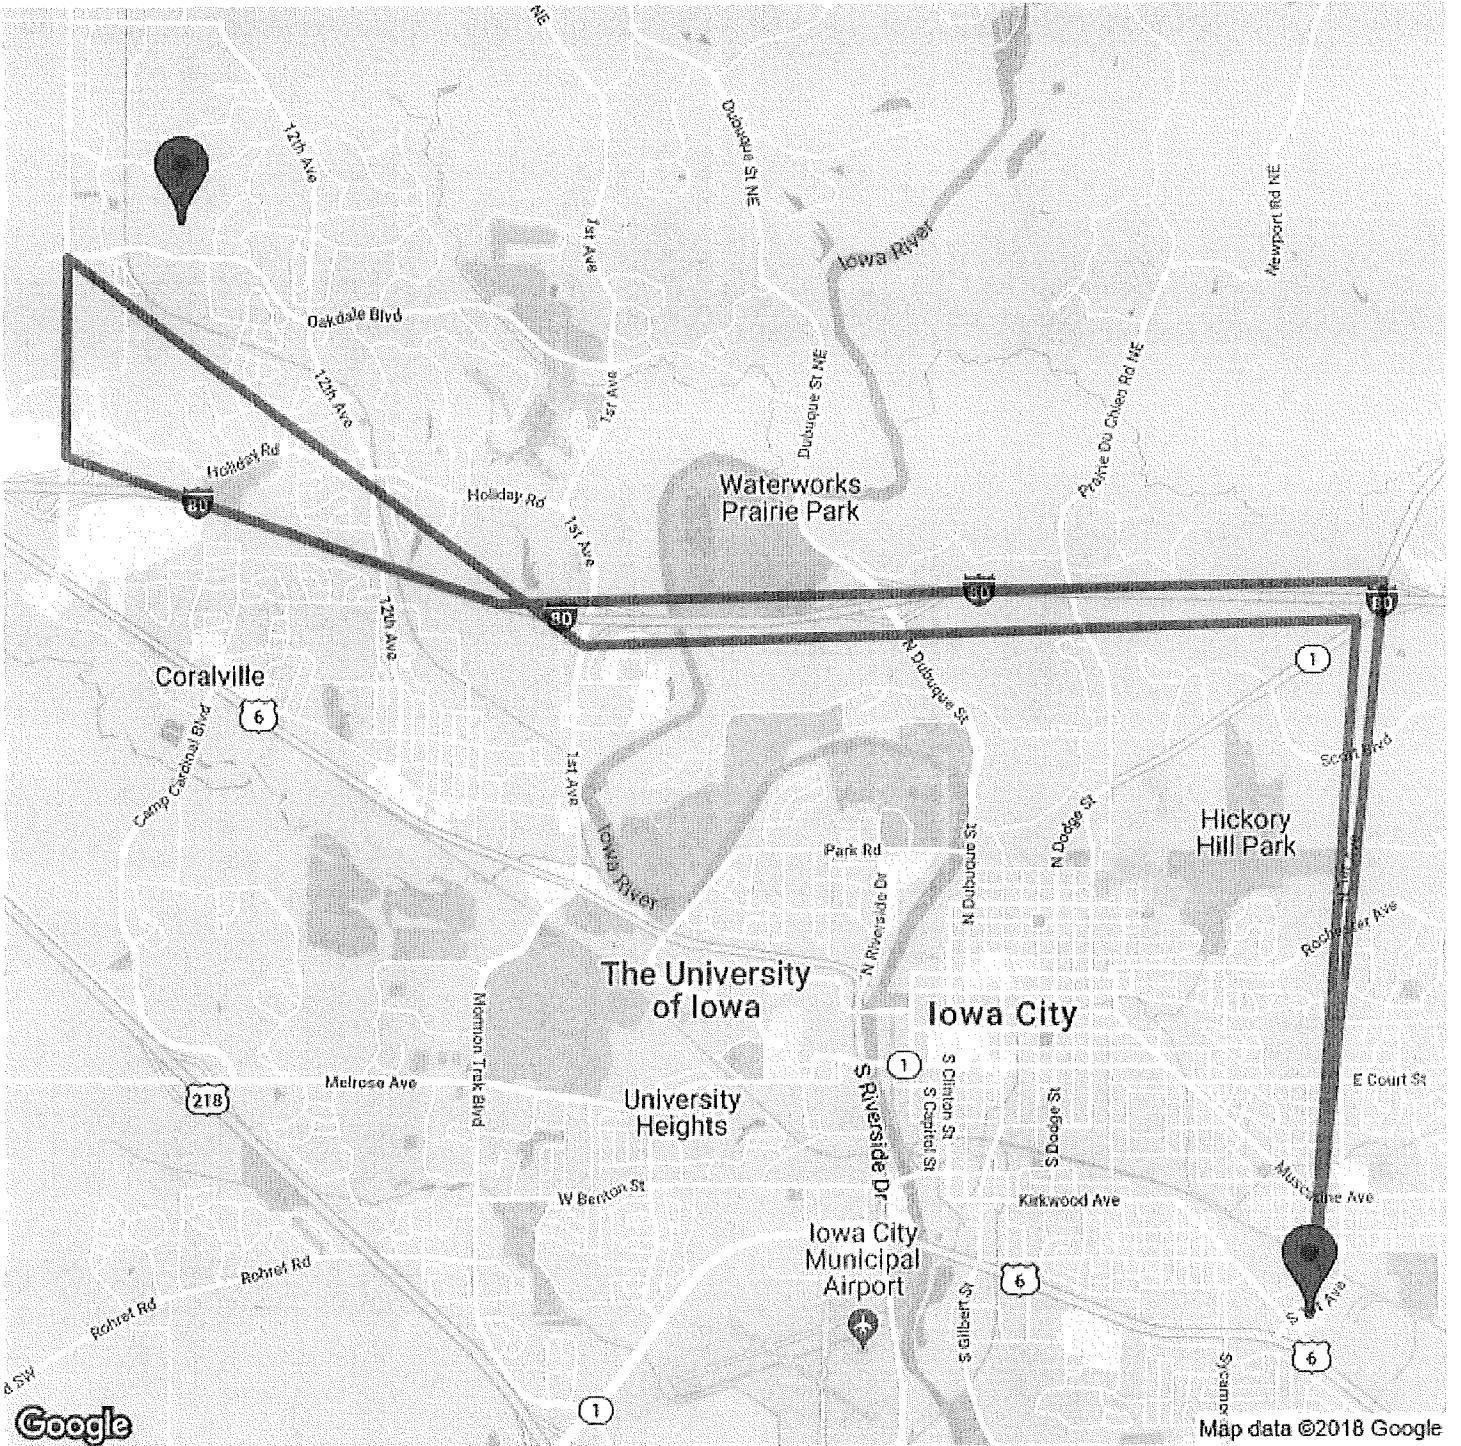 NE
12th Ave
Dubuque St NE
Newport Rd NE
1st Ave
Iowa River
Oakdale Blvd
12th Ave
1st Ave
Dubuque St NE
Prairie Du Chien Rd NE
Holiday Rd
80
Holiday Rd
Waterworks
Prairie Park
1st Ave
80
80
80
12th Ave
1
N Dubuque St
Coralville
6
Camp Cardinal Blvd
Scott Blvd
1st Ave
N Dodge St
Hickory
Hill Park
Iowa River
Park Rd
N Dubuque St
N Riverside Dr
Rochester Ave
The University
of Iowa
Iowa City
Mormon Trek Blvd
1
S Clinton St
S Capitol St
S Dodge St
E Court St
218
Melrose Ave
University
Heights
S Riverside Dr
Muscatine Ave
W Benton St
Kirkwood Ave
Iowa City
Municipal
Airport
Rohret Rd
6
S Gilbert St
S 1st Ave
Rohret Rd
6
d SW
1
Google
Map data ©2018 Google